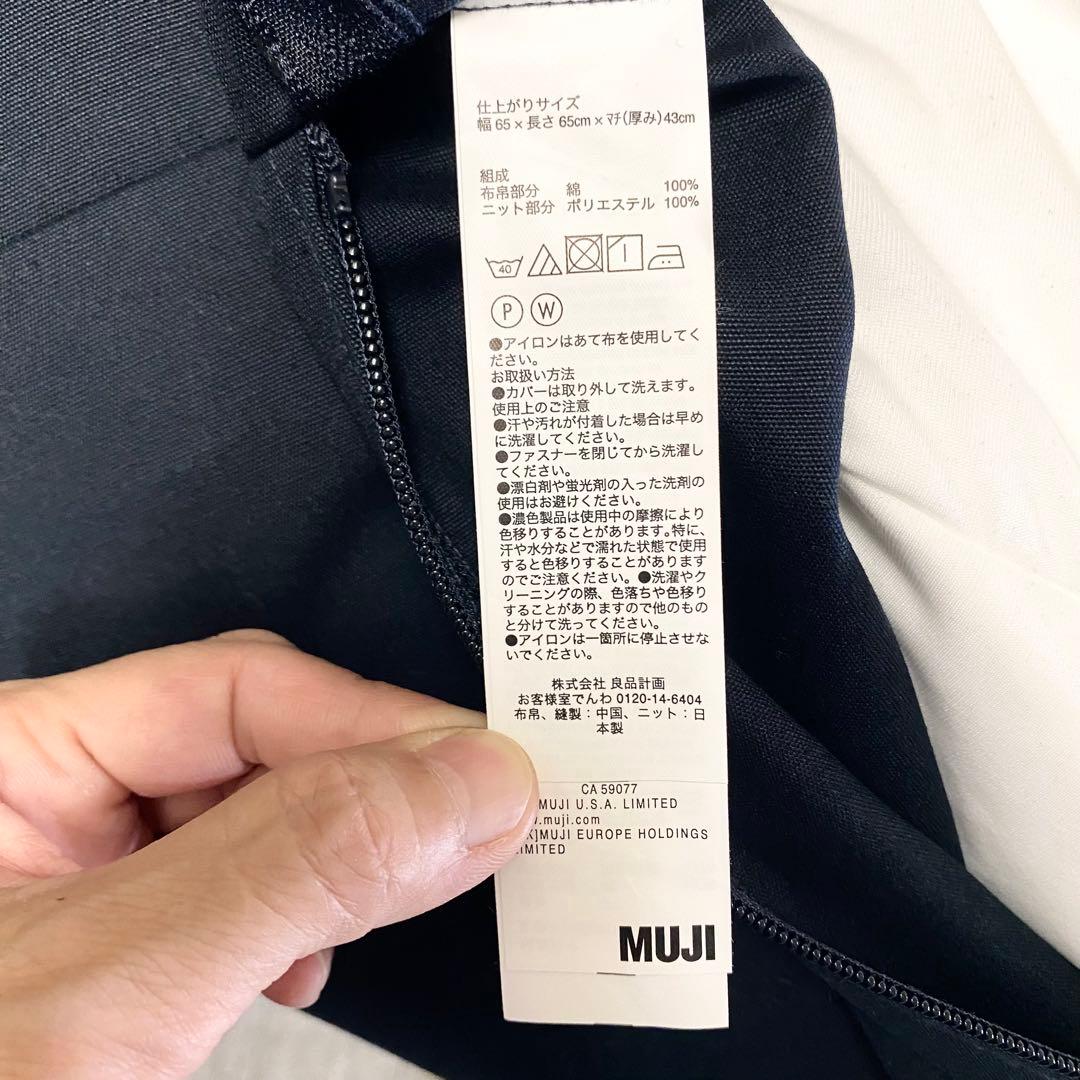 仕上がりサイズ
幅 65 × 長さ 65cm × ﾏﾁ(厚み)43cm
組成
布帛部分 綿 100%
ニット部分 ポリエステル 100%
40
P W
●アイロンはあて布を使用してく
ださい。
お取扱い方法
●カバーは取り外して洗えます。
使用上のご注意
●汗や汚れが付着した場合は早め
に洗濯してください。
●ファスナーを閉じてから洗濯し
てください。
●漂白剤や蛍光剤の入った洗剤の
使用はお避けください。
●濃色製品は使用中の摩擦により
色移りすることがあります。特に、
汗や水分などで濡れた状態で使用
すると色移りすることがあります
のでご注意ください。●洗濯やク
リーニングの際、色落ちや色移り
することがありますので他のもの
と分けて洗ってください。
●アイロンは一箇所に停止させな
いでください。
株式会社 良品計画
お客様室でんわ 0120-14-6404
布帛、縫製：中国、ニット：日
本製
CA 59077
MUJI U.S.A. LIMITED
.muji.com
]MUJI EUROPE HOLDINGS
IMITED
MUJI